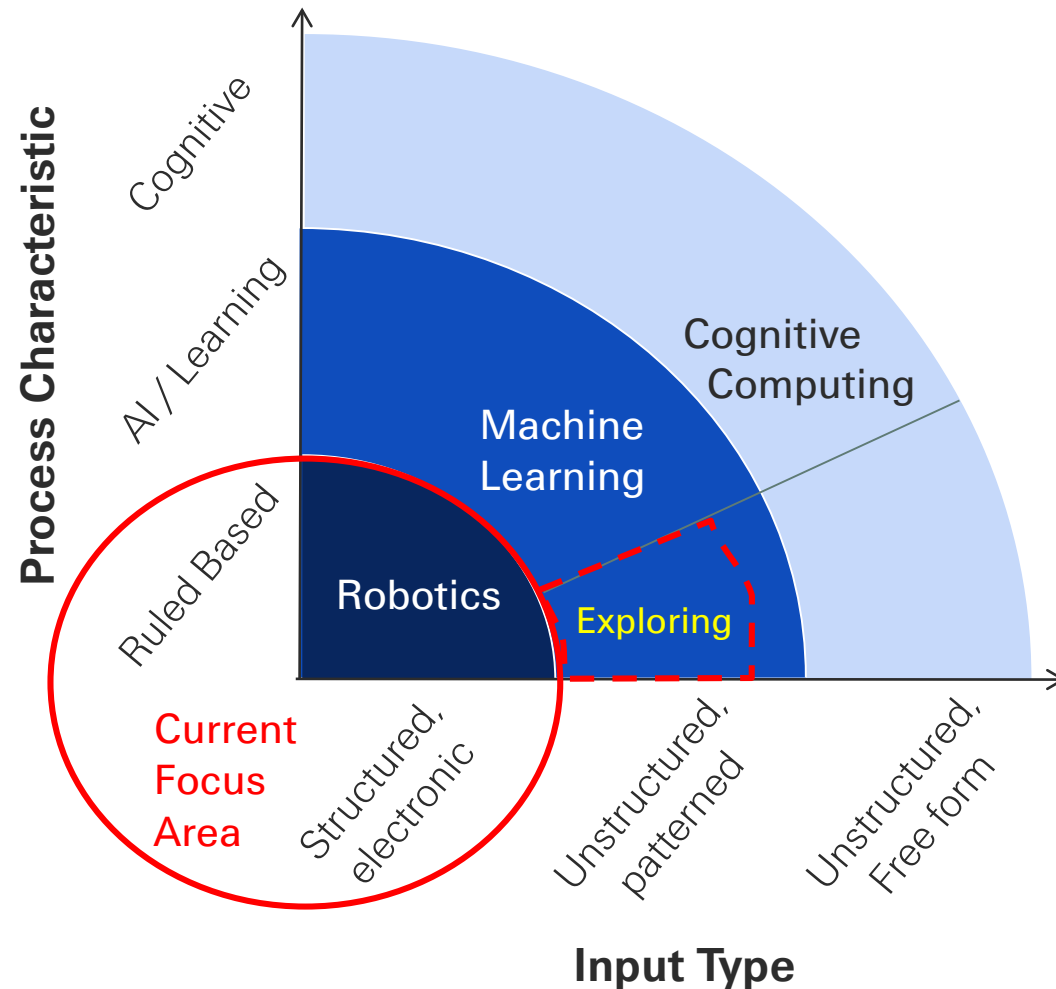 Process Characteristic
Cognitive
AI / Learning
Ruled Based
Cognitive
Computing
Machine
Learning
Robotics
Exploring
Current
Focus
Area
Structured,
electronic
Unstructured,
patterned
Unstructured,
Free form
Input Type